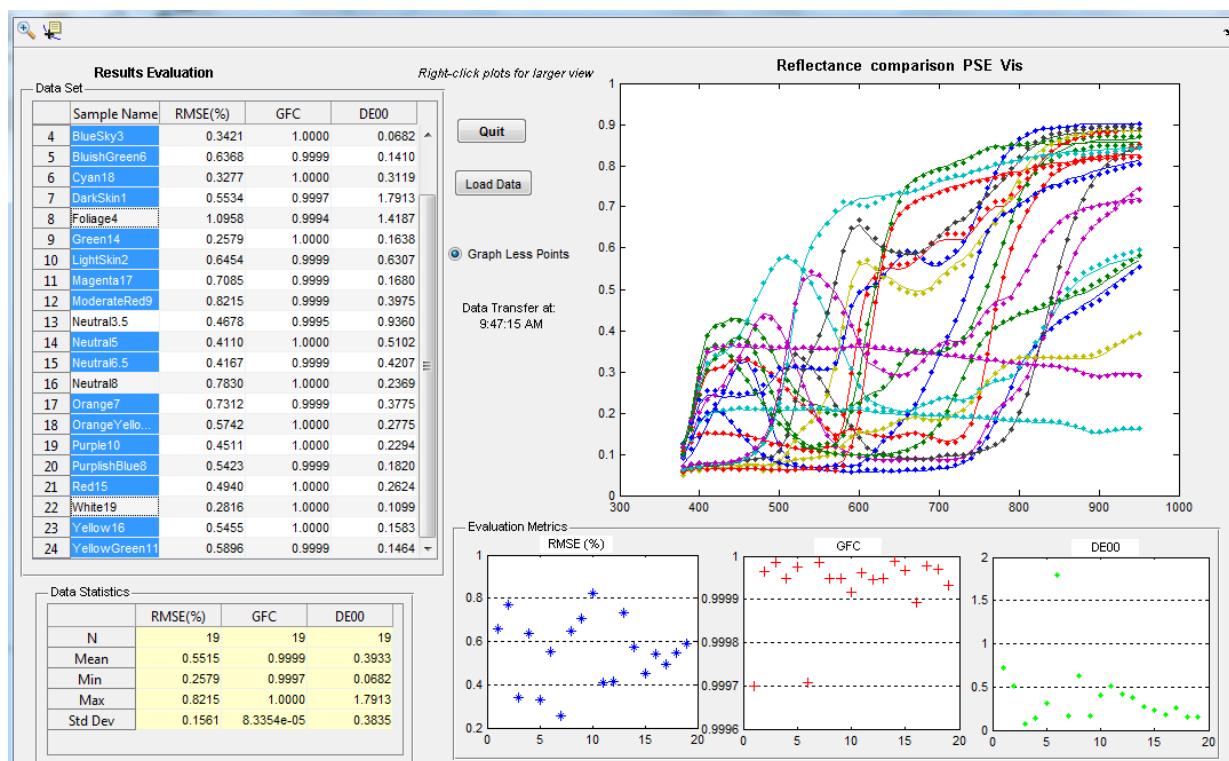 Results Evaluation
Right-click plots for larger view
Data Set
Sample Name RMSE(%) GFC DE00
4 BlueSky3 0.3421 1.0000 0.0682
5 BluishGreen6 0.6368 0.9999 0.1410
6 Cyan18 0.3277 1.0000 0.3119
7 DarkSkin1 0.5534 0.9997 1.7913
8 Foliage4 1.0958 0.9994 1.4187
9 Green14 0.2579 1.0000 0.1638
10 LightSkin2 0.6454 0.9999 0.6307
11 Magenta17 0.7085 0.9999 0.1680
12 ModerateRed9 0.8215 0.9999 0.3975
13 Neutral3.5 0.4678 0.9995 0.9360
14 Neutral5 0.4110 1.0000 0.5102
15 Neutral6.5 0.4167 0.9999 0.4207
16 Neutral8 0.7830 1.0000 0.2369
17 Orange7 0.7312 0.9999 0.3775
18 OrangeYello... 0.5742 1.0000 0.2775
19 Purple10 0.4511 1.0000 0.2294
20 PurplishBlue8 0.5423 0.9999 0.1820
21 Red15 0.4940 1.0000 0.2624
22 White19 0.2816 1.0000 0.1099
23 Yellow16 0.5455 1.0000 0.1583
24 YellowGreen11 0.5896 0.9999 0.1464
Quit
Load Data
Graph Less Points
Data Transfer at:
9:47:15 AM
Reflectance comparison PSE Vis
1
0.9
0.8
0.7
0.6
0.5
0.4
0.3
0.2
0.1
0
300 400 500 600 700 800 900 1000
Data Statistics
RMSE(%) GFC DE00
N 19 19 19
Mean 0.5515 0.9999 0.3933
Min 0.2579 0.9997 0.0682
Max 0.8215 1.0000 1.7913
Std Dev 0.1561 8.3354e-05 0.3835
Evaluation Metrics
RMSE (%)
1
0.8
0.6
0.4
0.2
0 5 10 15 20
GFC
1
0.9999
0.9998
0.9997
0.9996
0 5 10 15 20
DE00
2
1.5
1
0.5
0
0 5 10 15 20